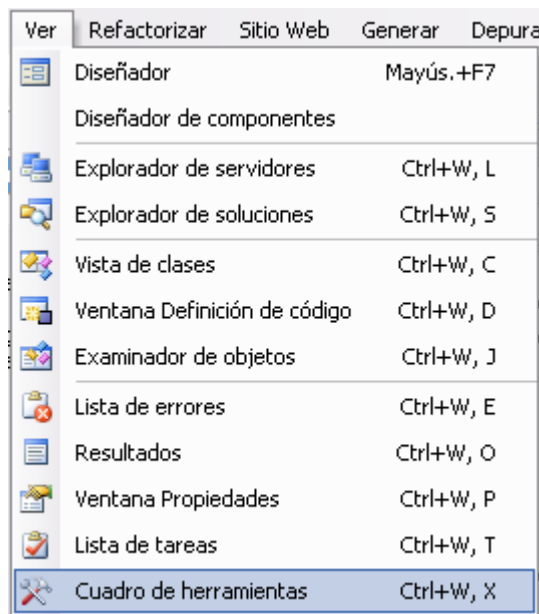 Ver Refactorizar Sitio Web Generar Depura
Diseñador Mayús.+F7
Diseñador de componentes
Explorador de servidores Ctrl+W, L
Explorador de soluciones Ctrl+W, S
Vista de clases Ctrl+W, C
Ventana Definición de código Ctrl+W, D
Examinador de objetos Ctrl+W, J
Lista de errores Ctrl+W, E
Resultados Ctrl+W, O
Ventana Propiedades Ctrl+W, P
Lista de tareas Ctrl+W, T
Cuadro de herramientas Ctrl+W, X